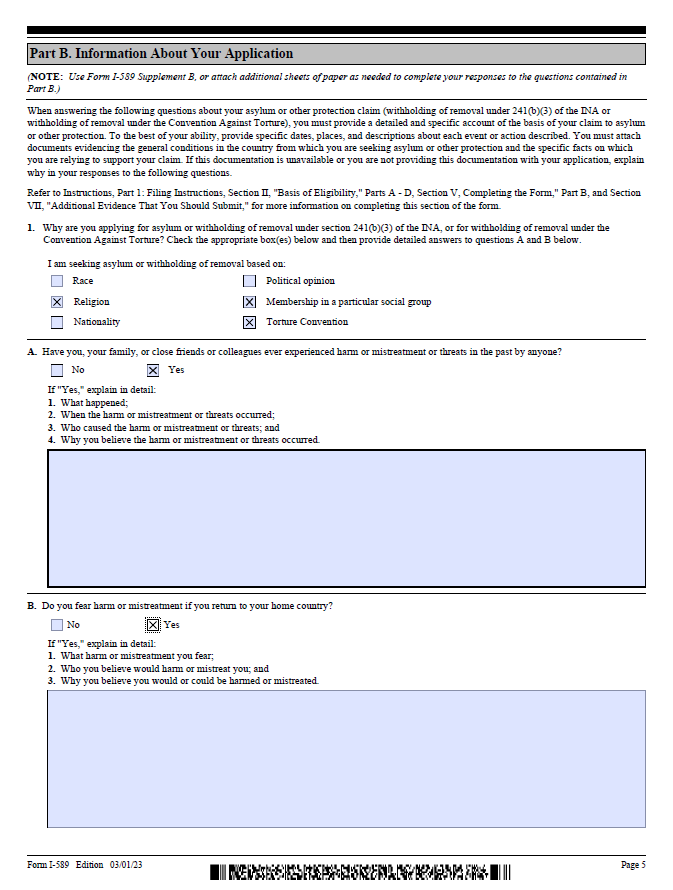 Part B. Information About Your Application
(NOTE: Use Form I-589 Supplement B, or attach additional sheets of paper as needed to complete your responses to the questions contained in
Part B.)
When answering the following questions about your asylum or other protection claim (withholding of removal under 241(b)(3) of the INA or
withholding of removal under the Convention Against Torture), you must provide a detailed and specific account of the basis of your claim to asylum
or other protection. To the best of your ability, provide specific dates, places, and descriptions about each event or action described. You must attach
documents evidencing the general conditions in the country from which you are seeking asylum or other protection and the specific facts on which
you are relying to support your claim. If this documentation is unavailable or you are not providing this documentation with your application, explain
why in your responses to the following questions.
Refer to Instructions, Part 1: Filing Instructions, Section II, "Basis of Eligibility," Parts A - D, Section V, Completing the Form," Part B, and Section
VII, "Additional Evidence That You Should Submit," for more information on completing this section of the form.
1. Why are you applying for asylum or withholding of removal under section 241(b)(3) of the INA, or for withholding of removal under the
Convention Against Torture? Check the appropriate box(es) below and then provide detailed answers to questions A and B below.
I am seeking asylum or withholding of removal based on:
Race Political opinion
Religion Membership in a particular social group
Nationality Torture Convention
A. Have you, your family, or close friends or colleagues ever experienced harm or mistreatment or threats in the past by anyone?
No Yes
If "Yes," explain in detail:
1. What happened;
2. When the harm or mistreatment or threats occurred;
3. Who caused the harm or mistreatment or threats; and
4. Why you believe the harm or mistreatment or threats occurred.
B. Do you fear harm or mistreatment if you return to your home country?
No Yes
If "Yes," explain in detail:
1. What harm or mistreatment you fear;
2. Who you believe would harm or mistreat you; and
3. Why you believe you would or could be harmed or mistreated.
Form I-589 Edition 03/01/23 Page 5